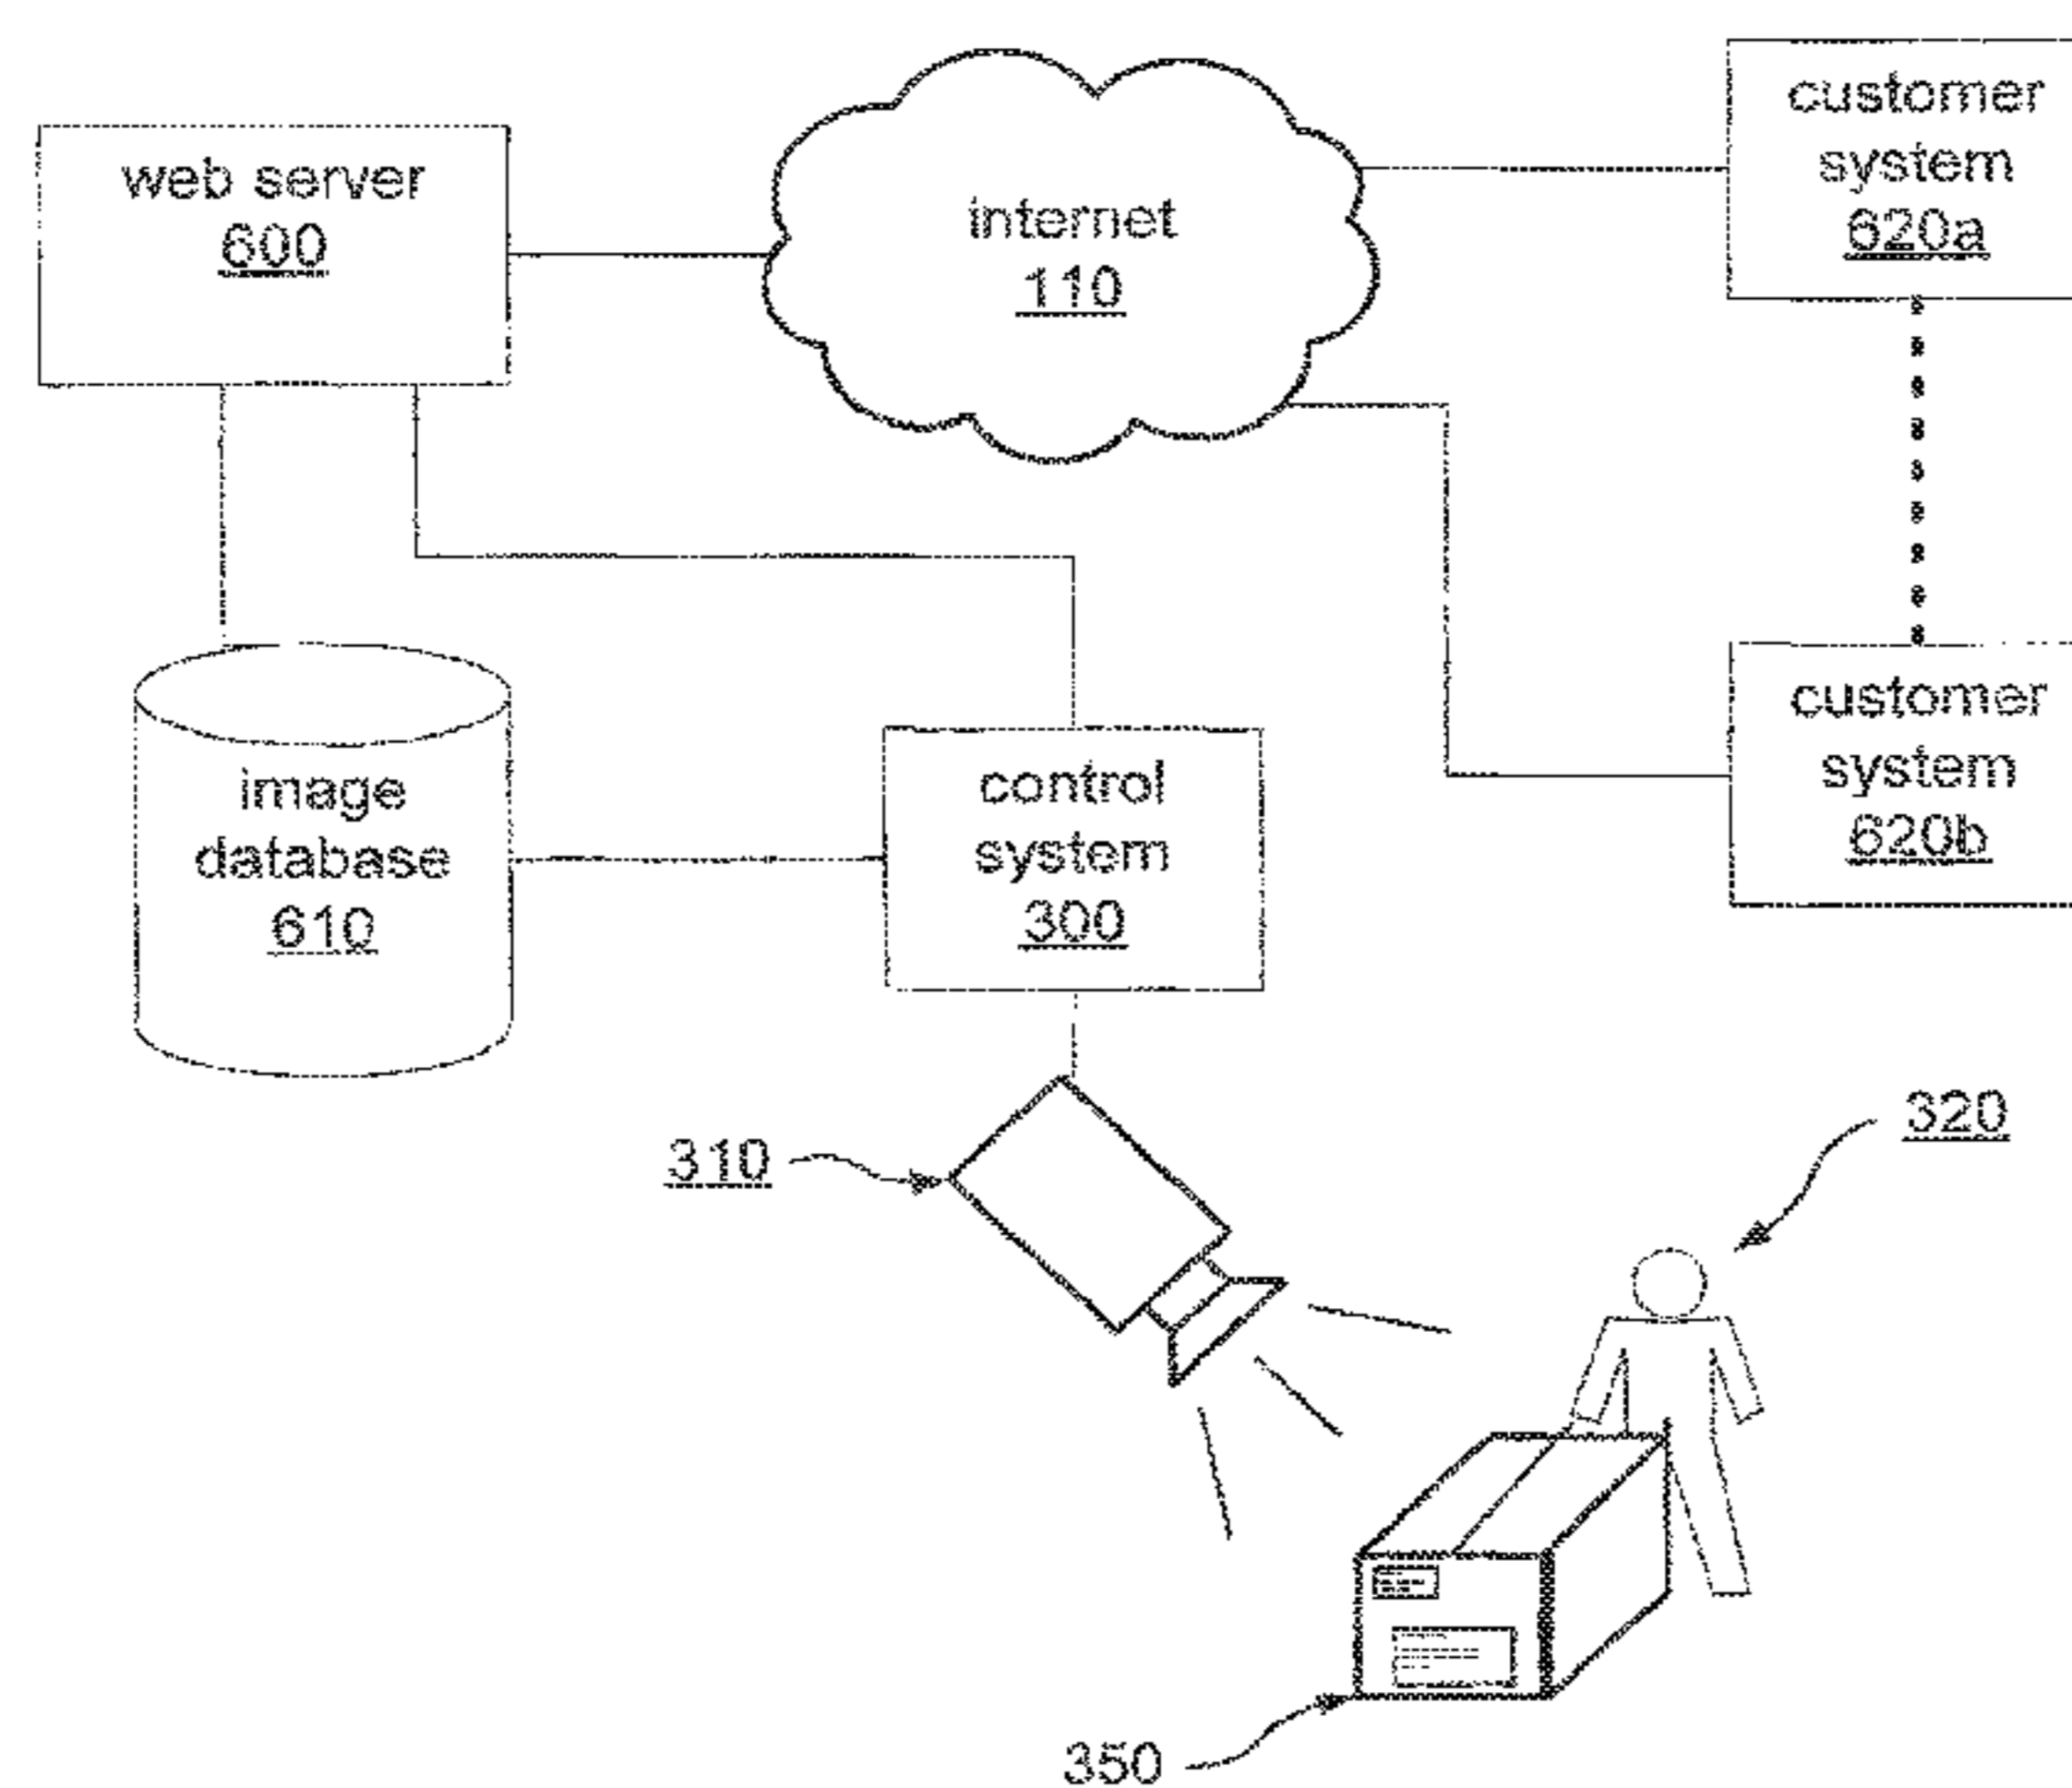 customer
system
620a
web server
600
internet
110
customer
system
620b
image
database
610
control
system
300
310
320
350